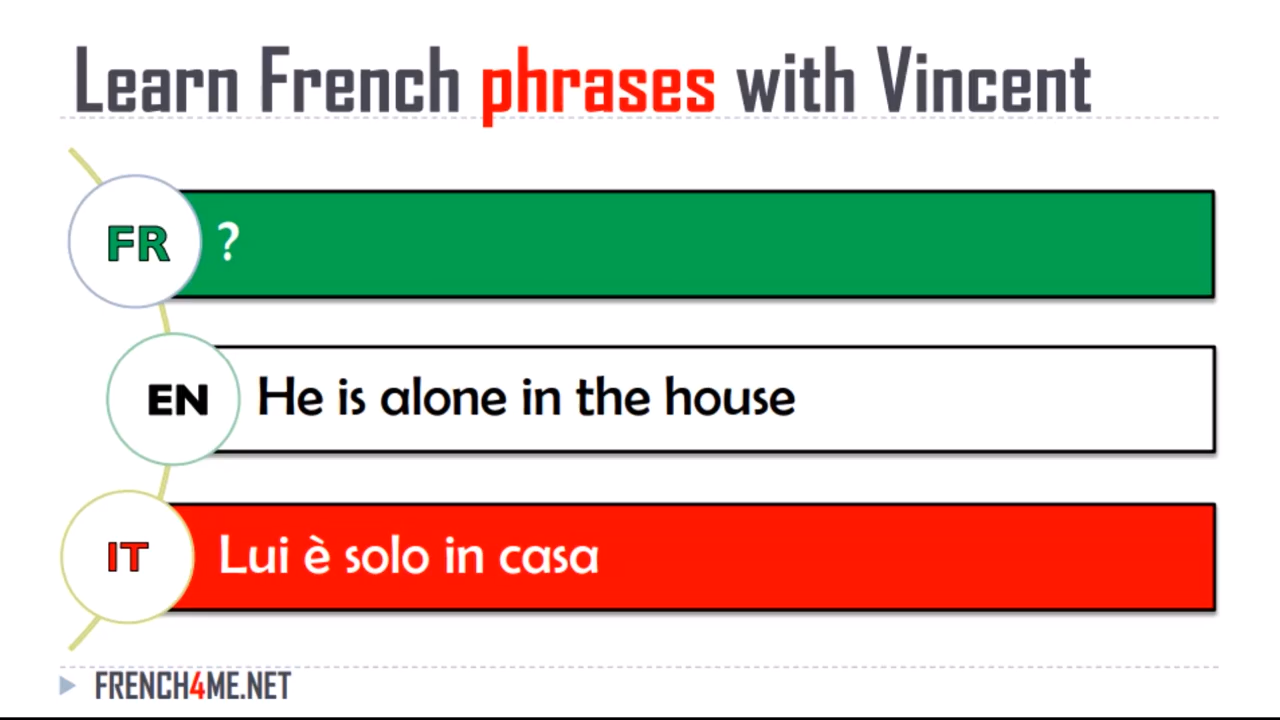 Learn French phrases with Vincent
FR ?
EN He is alone in the house
IT Lui è solo in casa
FRENCH4ME.NET